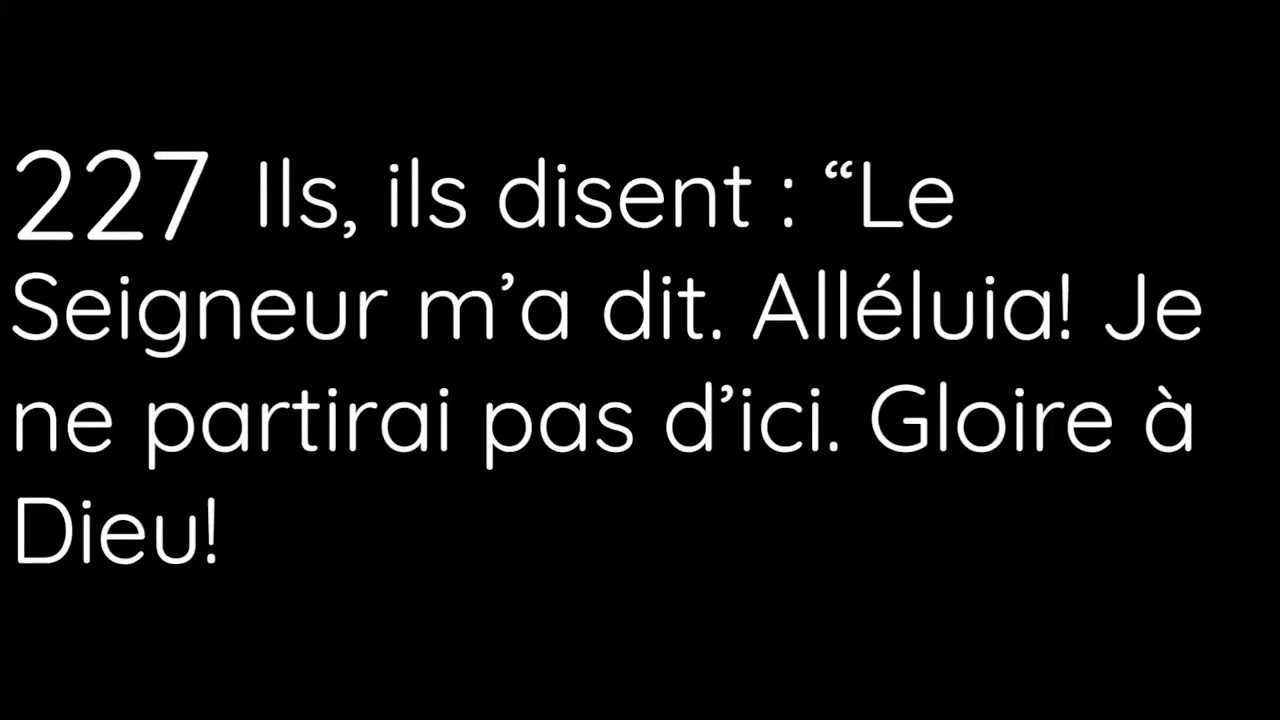 227 Ils, ils disent : “Le
Seigneur m’a dit. Alléluia! Je
ne partirai pas d’ici. Gloire à
Dieu!